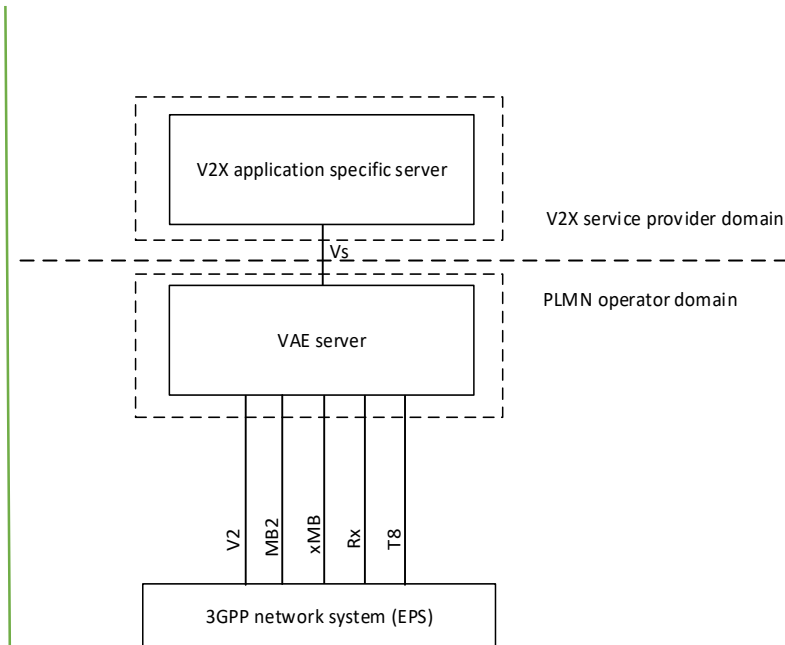 V2X application specific server
V2X service provider domain
Vs
PLMN operator domain
VAE server
V2
MB2
xMB
Rx
T8
3GPP network system (EPS)